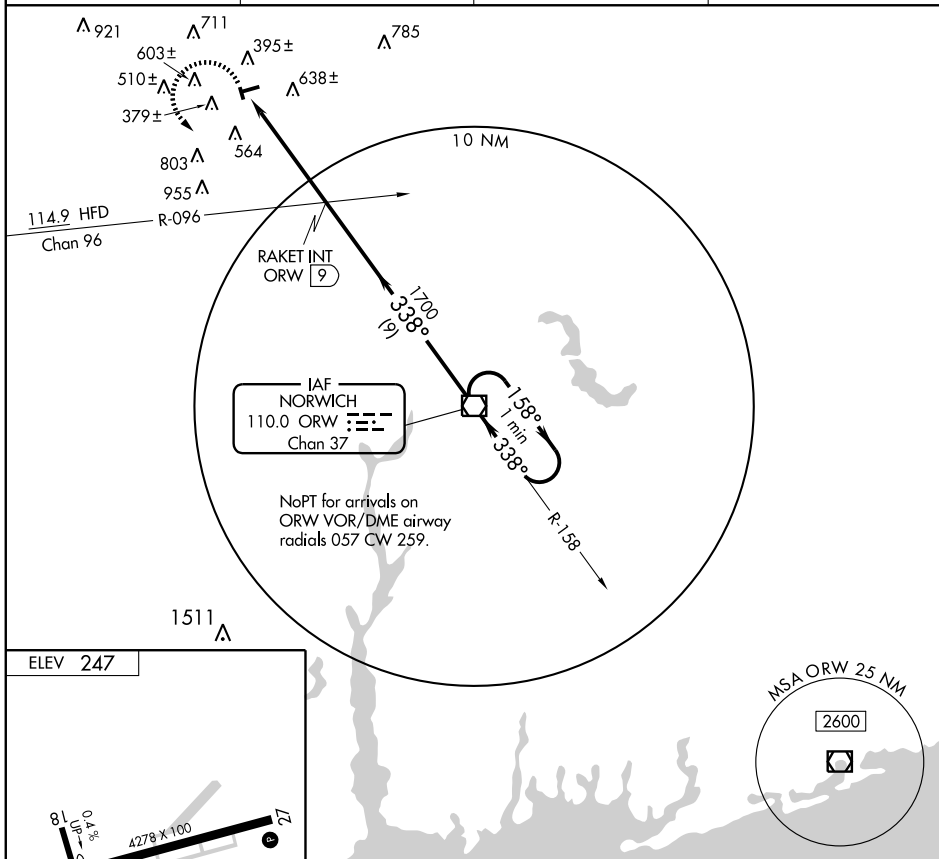 921
711
395±
785
603±
510±
638±
379±
564
803
955
10 NM
114.9 HFD
R-096
Chan 96
RAKET INT
ORW 9
1700
338°
(9)
IAF
NORWICH
110.0 ORW
Chan 37
158°
1 min
338°
R-158
NoPT for arrivals on
ORW VOR/DME airway
radials 057 CW 259.
1511
ELEV 247
MSA ORW 25 NM
2600
18
0.4%
UP
4278 X 100
27
P